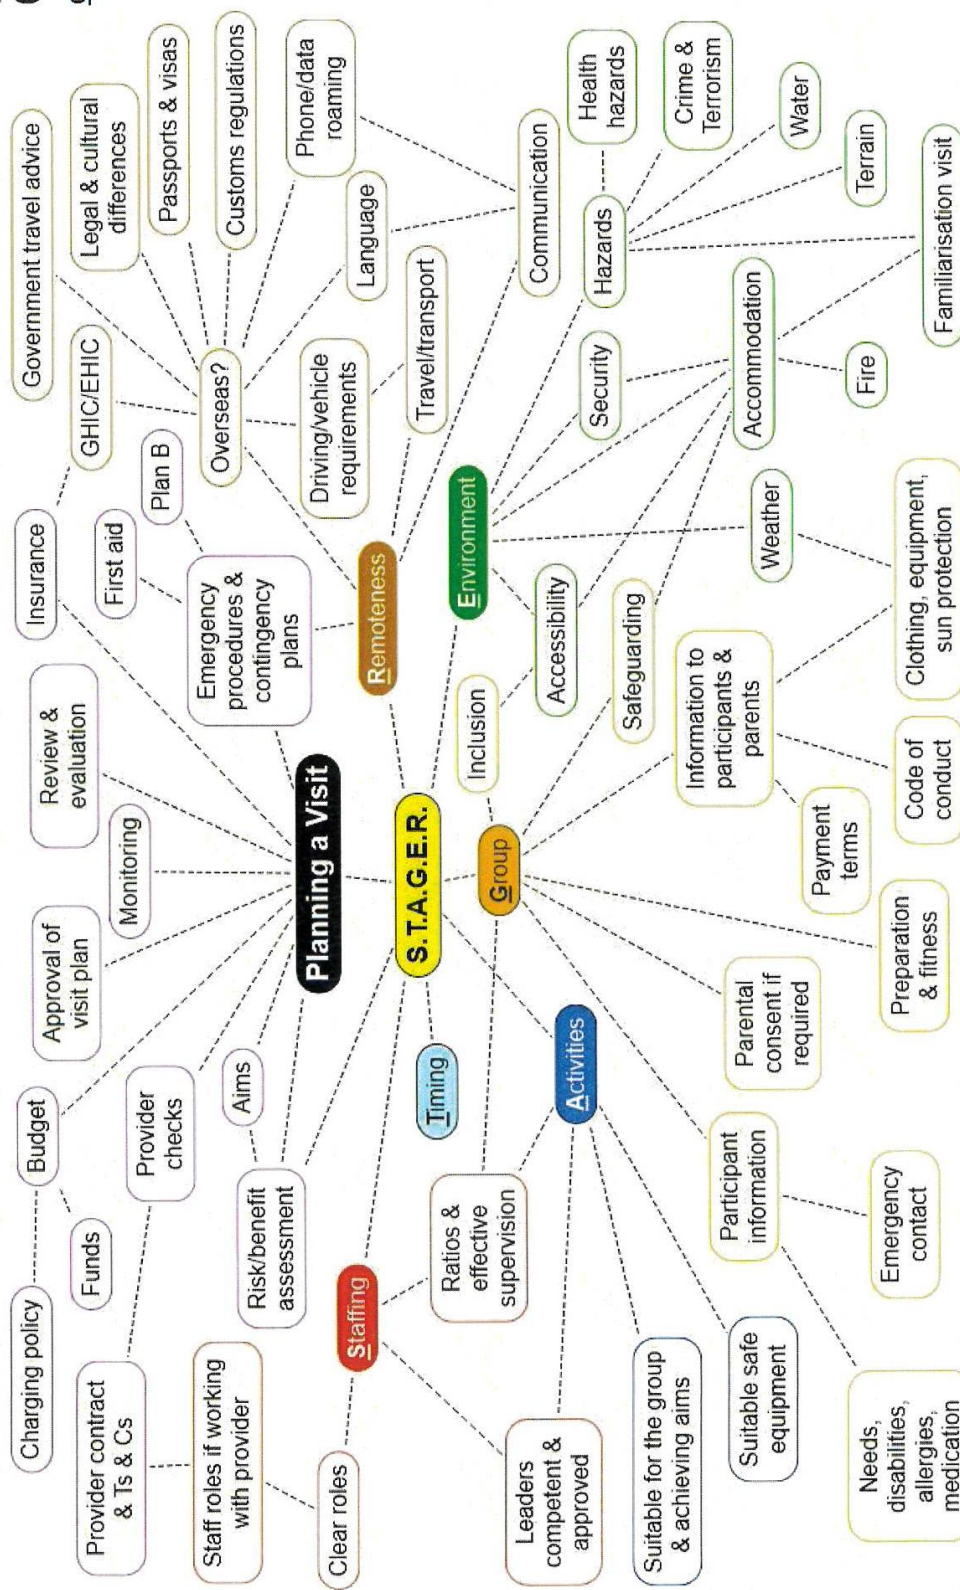 Charging policy
Budget
Funds
Approval of
visit plan
Review &
evaluation
Monitoring
Insurance
GHIC/EHIC
Government travel advice
Provider contract
& Ts & Cs
Provider
checks
First aid
Plan B
Legal & cultural
differences
Passports & visas
Customs regulations
Staff roles if working
with provider
Aims
Risk/benefit
assessment
Emergency
procedures &
contingency
plans
Overseas?
Phone/data
roaming
Clear roles
Staffing
Planning a Visit
Driving/vehicle
requirements
Language
Remoteness
Travel/transport
Timing
S.T.A.G.E.R.
Environment
Communication
Ratios &
effective
supervision
Group
Inclusion
Accessibility
Security
Hazards
Health
hazards
Crime &
Terrorism
Leaders
competent &
approved
Activities
Safeguarding
Accommodation
Water
Terrain
Suitable for the group
& achieving aims
Suitable safe
equipment
Participant
information
Parental
consent if
required
Information to
participants &
parents
Weather
Fire
Familiarisation visit
Payment
terms
Needs,
disabilities,
allergies,
medication
Emergency
contact
Preparation
& fitness
Code of
conduct
Clothing, equipment,
sun protection